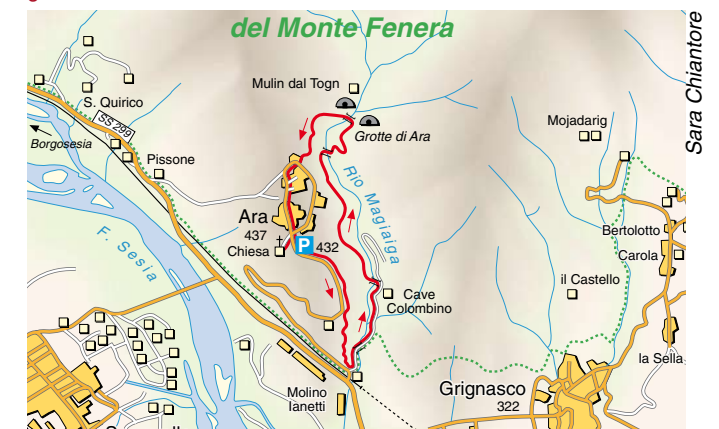 del Monte Fenera
Sara Chiantore
Mulin dal Togn
S. Quirico
SS 299
Borgosesia
Grotte di Ara
Mojadarig
Pissone
Rio Magiaiga
Ara
437
Chiesa
P 432
Bertolotto
Carola
F. Sesia
il Castello
Cave
Colombino
la Sella
Molino
Ianetti
Grignasco
322